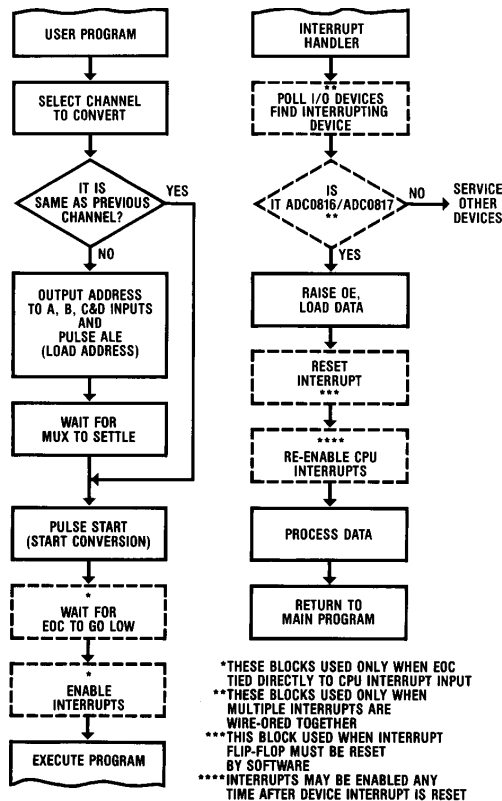 USER PROGRAM
SELECT CHANNEL
TO CONVERT
IT IS
SAME AS PREVIOUS
CHANNEL?
YES
NO
OUTPUT ADDRESS
TO A, B, C&D INPUTS
AND
PULSE ALE
(LOAD ADDRESS)
WAIT FOR
MUX TO SETTLE
PULSE START
(START CONVERSION)
*
WAIT FOR
EOC TO GO LOW
*
ENABLE
INTERRUPTS
EXECUTE PROGRAM
INTERRUPT
HANDLER
**
POLL I/O DEVICES
FIND INTERRUPTING
DEVICE
IS
IT ADC0816/ADC0817
**
NO
SERVICE
OTHER
DEVICES
YES
RAISE OE,
LOAD DATA
RESET
INTERRUPT
***
****
RE-ENABLE CPU
INTERRUPTS
PROCESS DATA
RETURN TO
MAIN PROGRAM
*THESE BLOCKS USED ONLY WHEN EOC
TIED DIRECTLY TO CPU INTERRUPT INPUT
**THESE BLOCKS USED ONLY WHEN
MULTIPLE INTERRUPTS ARE
WIRE-ORED TOGETHER
***THIS BLOCK USED WHEN INTERRUPT
FLIP-FLOP MUST BE RESET
BY SOFTWARE
****INTERRUPTS MAY BE ENABLED ANY
TIME AFTER DEVICE INTERRUPT IS RESET